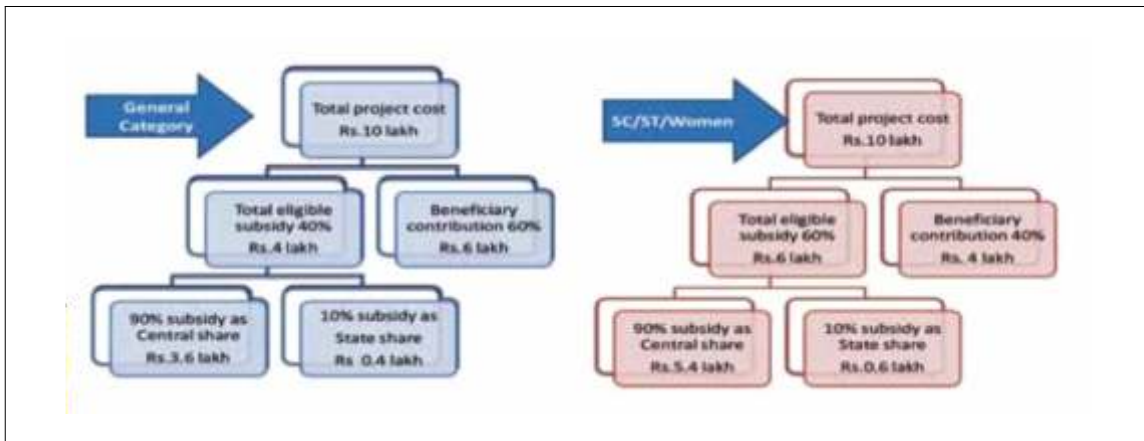 General
Category
Total project cost
Rs.10 lakh
Total eligible
subsidy 40%
Rs.4 lakh
Beneficiary
contribution 60%
Rs.6 lakh
90% subsidy as
Central share
Rs.3.6 lakh
10% subsidy as
State share
Rs 0.4 lakh
SC/ST/Women
Total project cost
Rs.10 lakh
Total eligible
subsidy 60%
Rs.6 lakh
Beneficiary
contribution 40%
Rs. 4 lakh
90% subsidy as
Central share
Rs.5.4 lakh
10% subsidy as
State share
Rs.0.6 lakh